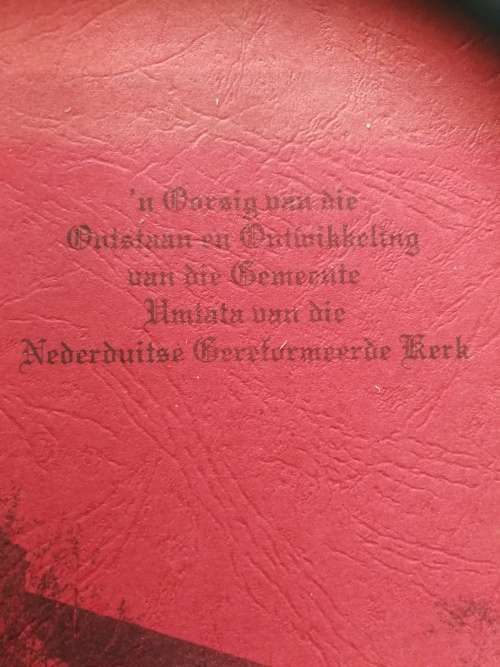 'n Oorsig van die
Ontstaan en Ontwikkeling
van die Gemeente
Umtata van die
Nederduitse Gereformeerde Kerk